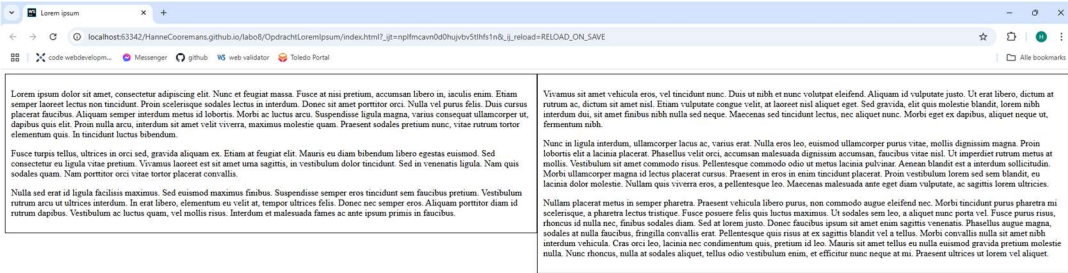 Lorem ipsum
localhost:63342/HanneCooremans.github.io/labo8/OpdrachtLoremIpsum/index.html?_ijt=nplfmcavn0d0hujvbv5tlhfs1n&_ij_reload=RELOAD_ON_SAVE
code webdevelopm... Messenger github web validator Toledo Portal Alle bookmarks
Lorem ipsum dolor sit amet, consectetur adipiscing elit. Nunc et feugiat massa. Fusce at nisi pretium, accumsan libero in, iaculis enim. Etiam
semper laoreet lectus non tincidunt. Proin scelerisque sodales lectus in interdum. Donec sit amet porttitor orci. Nulla vel purus felis. Duis cursus
placerat faucibus. Aliquam semper interdum metus id lobortis. Morbi ac luctus arcu. Suspendisse ligula magna, varius consequat ullamcorper ut,
dapibus quis elit. Proin nulla arcu, interdum sit amet velit viverra, maximus molestie quam. Praesent sodales pretium nunc, vitae rutrum tortor
elementum quis. In tincidunt luctus bibendum.
Fusce turpis tellus, ultrices in orci sed, gravida aliquam ex. Etiam at feugiat elit. Mauris eu diam bibendum libero egestas euismod. Sed
consectetur eu ligula vitae pretium. Vivamus laoreet est sit amet urna sagittis, in vestibulum dolor tincidunt. Sed in venenatis ligula. Nam quis
sodales quam. Nam porttitor orci vitae tortor placerat convallis.
Nulla sed erat id ligula facilisis maximus. Sed euismod maximus finibus. Suspendisse semper eros tincidunt sem faucibus pretium. Vestibulum
rutrum arcu ut ultrices interdum. In erat libero, elementum eu velit at, tempor ultrices felis. Donec nec semper eros. Aliquam porttitor diam id
rutrum dapibus. Vestibulum ac luctus quam, vel mollis risus. Interdum et malesuada fames ac ante ipsum primis in faucibus.
Vivamus sit amet vehicula eros, vel tincidunt nunc. Duis ut nibh et nunc volutpat eleifend. Aliquam id vulputate justo. Ut erat libero, dictum at
rutrum ac, dictum sit amet nisl. Etiam vulputate congue velit, at laoreet nisl aliquet eget. Sed gravida, elit quis molestie blandit, lorem nibh
interdum dui, sit amet finibus nibh nulla sed neque. Maecenas sed tincidunt lectus, nec aliquet nunc. Morbi eget ex dapibus, aliquet neque ut,
fermentum nibh.
Nunc in ligula interdum, ullamcorper lacus ac, varius erat. Nulla eros leo, euismod ullamcorper purus vitae, mollis dignissim magna. Proin
lobortis elit a lacinia placerat. Phasellus velit orci, accumsan malesuada dignissim accumsan, faucibus vitae nisl. Ut imperdiet rutrum metus at
mollis. Vestibulum sit amet commodo risus. Pellentesque commodo odio ut metus lacinia pulvinar. Aenean blandit est a interdum sollicitudin.
Morbi ullamcorper magna id lectus placerat cursus. Praesent in eros in enim tincidunt placerat. Proin vestibulum lorem sed sem blandit, eu
lacinia dolor molestie. Nullam quis viverra eros, a pellentesque leo. Maecenas malesuada ante eget diam vulputate, ac sagittis lorem ultricies.
Nullam placerat metus in semper pharetra. Praesent vehicula libero purus, non commodo augue eleifend nec. Morbi tincidunt purus pharetra mi
scelerisque, a pharetra lectus tristique. Fusce posuere felis quis luctus maximus. Ut sodales sem leo, a aliquet nunc porta vel. Fusce purus risus,
rhoncus id nulla nec, finibus sodales diam. Sed at lorem justo. Donec faucibus ipsum sit amet enim sagittis venenatis. Phasellus augue magna,
sodales at nulla faucibus, fringilla convallis erat. Pellentesque quis risus at ex sagittis blandit vel a tellus. Morbi convallis nulla sit amet nibh
interdum vehicula. Cras orci leo, lacinia nec condimentum quis, pretium id leo. Mauris sit amet tellus eu nulla euismod gravida pretium molestie
nulla. Nunc rhoncus, nulla at sodales aliquet, tellus odio vestibulum enim, et efficitur nunc neque at mi. Praesent ultrices ut lorem vel aliquet.